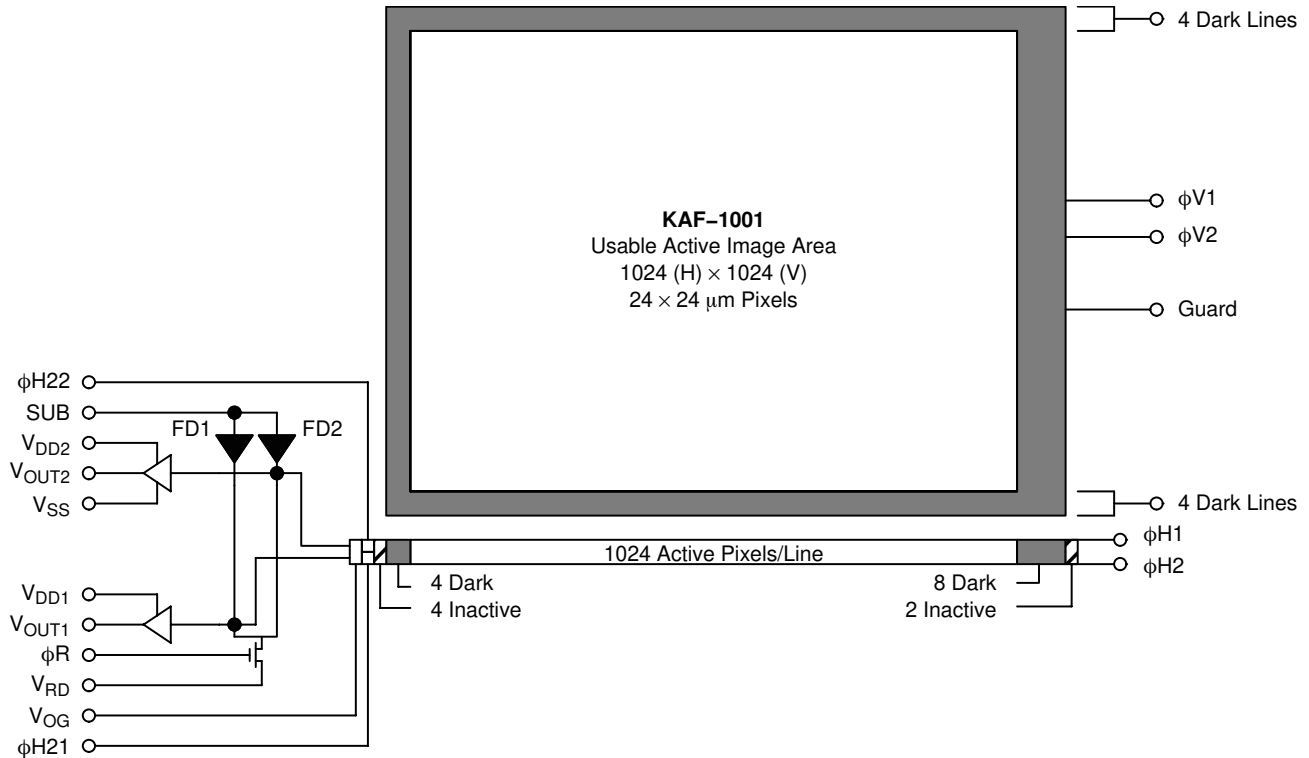 4 Dark Lines
KAF−1001
Usable Active Image Area
1024 (H) × 1024 (V)
24 × 24 μm Pixels
ϕV1
ϕV2
Guard
ϕH22
SUB
FD1
FD2
VDD2
VOUT2
VSS
4 Dark Lines
ϕH1
1024 Active Pixels/Line
ϕH2
4 Dark
8 Dark
4 Inactive
2 Inactive
VDD1
VOUT1
ϕR
VRD
VOG
ϕH21